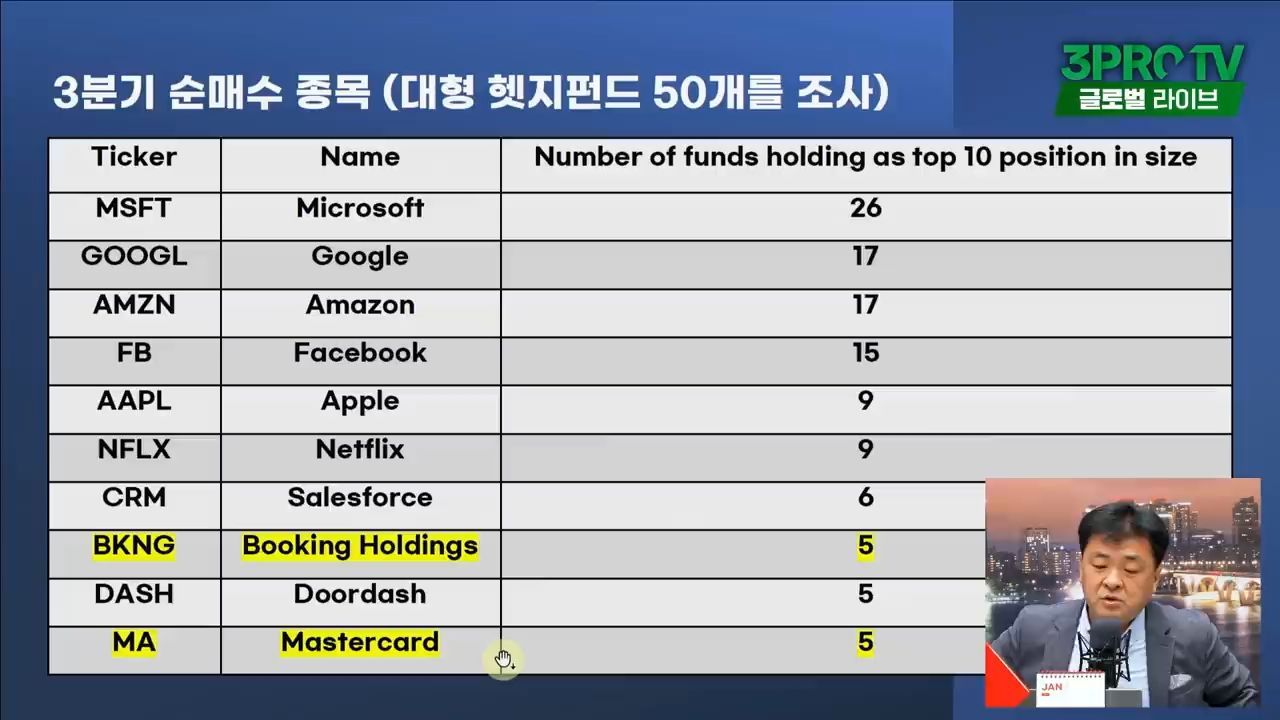 3분기 순매수 종목 (대형 헷지펀드 50개를 조사)
3PRO TV
글로벌 라이브
Ticker Name Number of funds holding as top 10 position in size
MSFT Microsoft 26
GOOGL Google 17
AMZN Amazon 17
FB Facebook 15
AAPL Apple 9
NFLX Netflix 9
CRM Salesforce 6
BKNG Booking Holdings 5
DASH Doordash 5
MA Mastercard 5
JAN